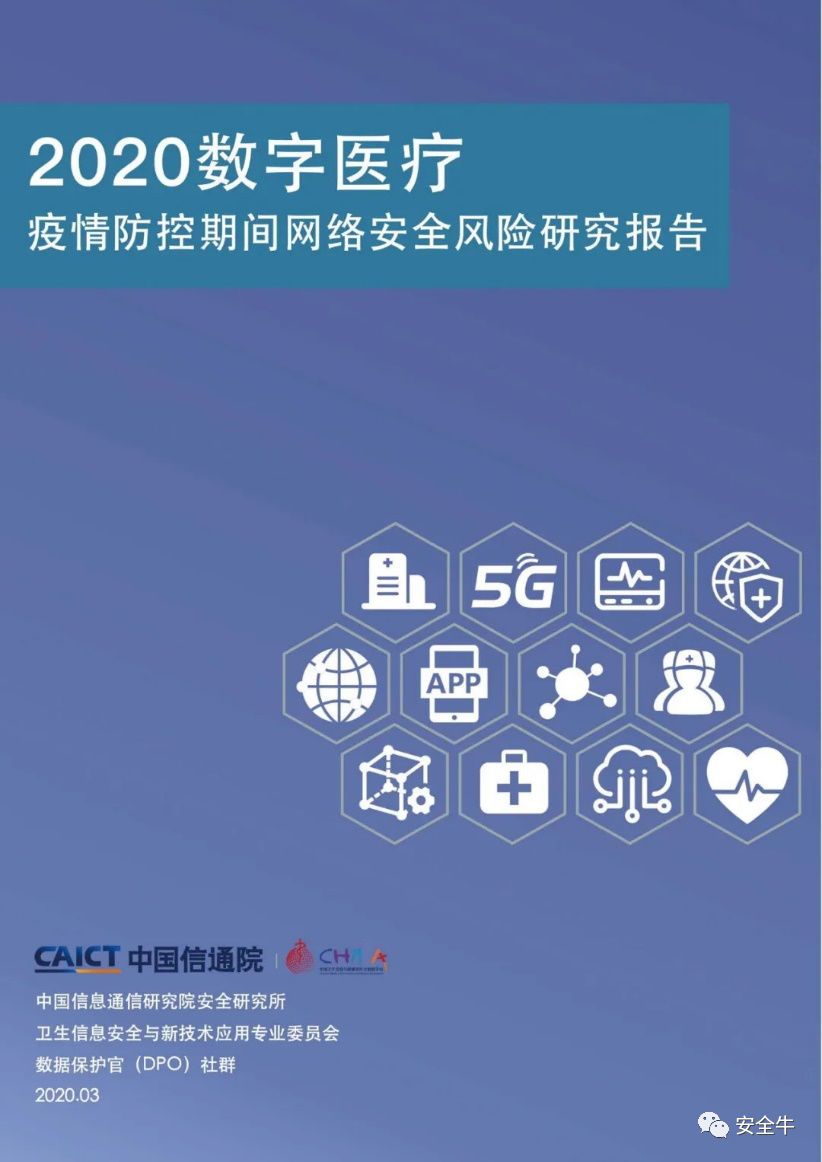 2020数字医疗
疫情防控期间网络安全风险研究报告
5G
APP
CAICT 中国信通院
中国信息通信研究院安全研究所
卫生信息安全与新技术应用专业委员会
数据保护官（DPO）社群
2020.03
安全牛